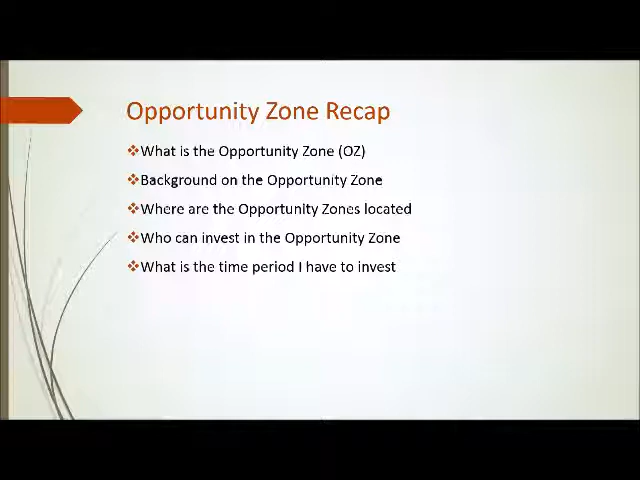 Opportunity Zone Recap
❖What is the Opportunity Zone (OZ)
❖Background on the Opportunity Zone
❖Where are the Opportunity Zones located
❖Who can invest in the Opportunity Zone
❖What is the time period I have to invest